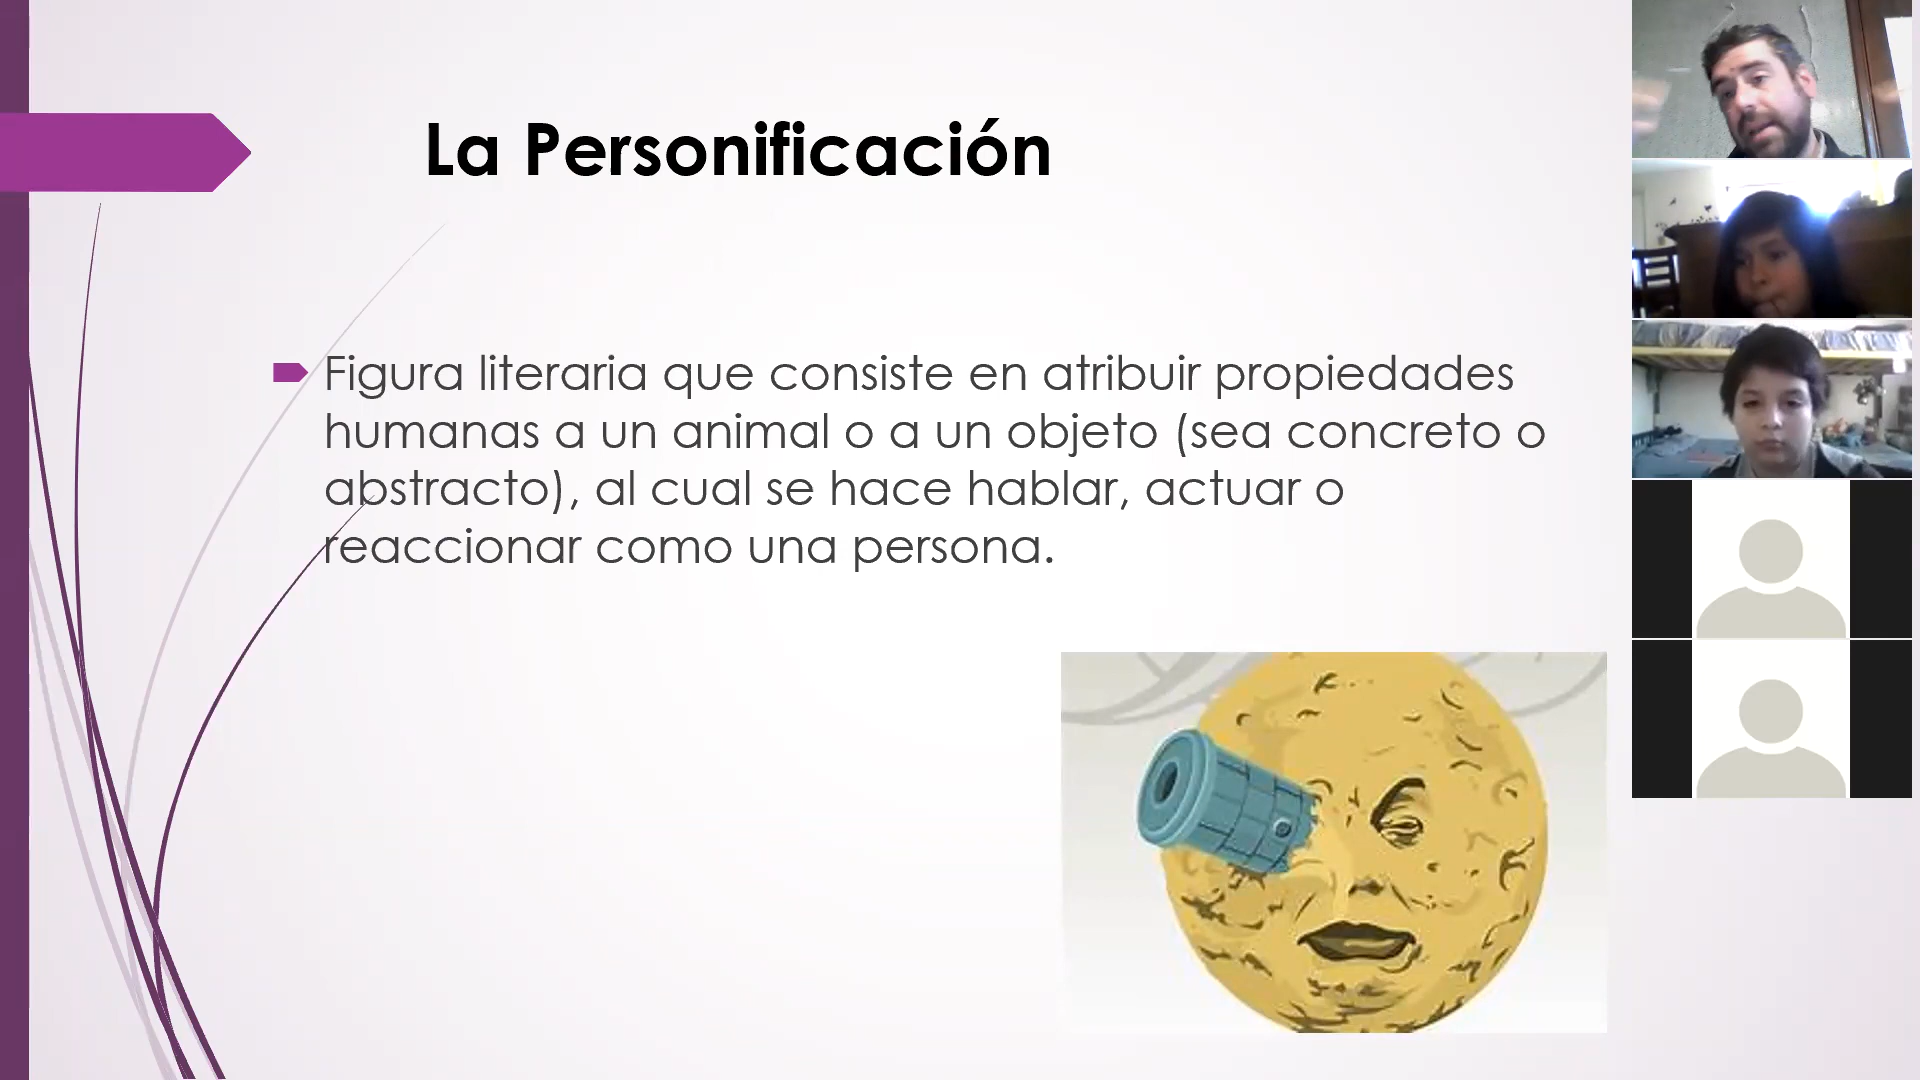 La Personificación
Figura literaria que consiste en atribuir propiedades
humanas a un animal o a un objeto (sea concreto o
abstracto), al cual se hace hablar, actuar o
reaccionar como una persona.